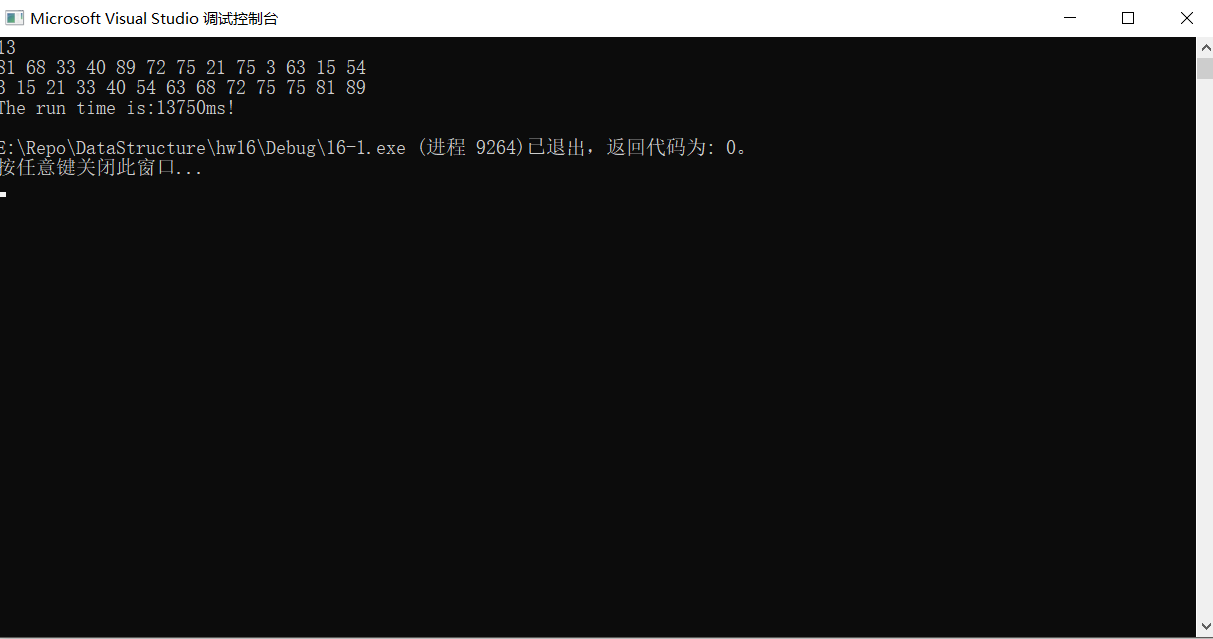 Microsoft Visual Studio 调试控制台
13
81 68 33 40 89 72 75 21 75 3 63 15 54
3 15 21 33 40 54 63 68 72 75 75 81 89
The run time is:13750ms!
E:\Repo\DataStructure\hw16\Debug\16-1.exe (进程 9264)已退出，返回代码为: 0。
按任意键关闭此窗口...